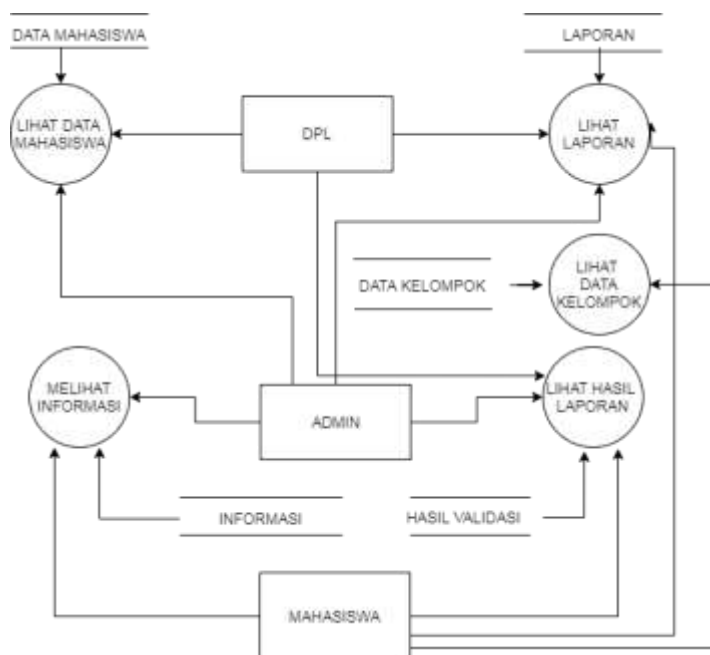 DATA MAHASISWA
LAPORAN
LIHAT DATA
MAHASISWA
DPL
LIHAT
LAPORAN
DATA KELOMPOK
LIHAT
DATA
KELOMPOK
MELIHAT
INFORMASI
ADMIN
LIHAT HASIL
LAPORAN
INFORMASI
HASIL VALIDASI
MAHASISWA